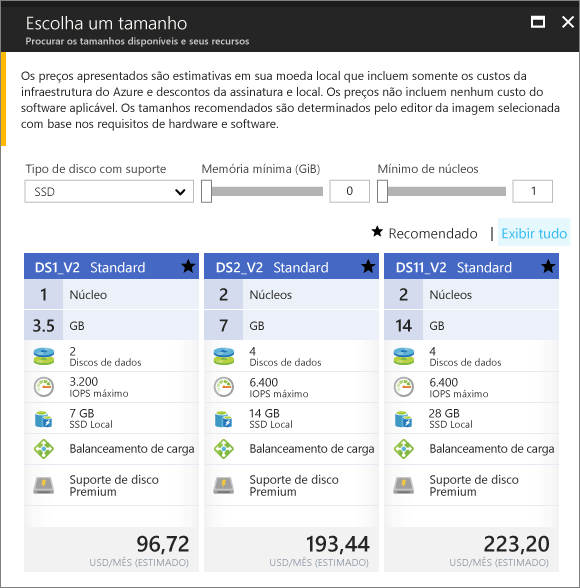 Escolha um tamanho
Procurar os tamanhos disponíveis e seus recursos
Os preços apresentados são estimativas em sua moeda local que incluem somente os custos da
infraestrutura do Azure e descontos da assinatura e local. Os preços não incluem nenhum custo do
software aplicável. Os tamanhos recomendados são determinados pelo editor da imagem selecionada
com base nos requisitos de hardware e software.
Tipo de disco com suporte
SSD
Memória mínima (GiB)
0
Mínimo de núcleos
1
★ Recomendado | Exibir tudo
DS1_V2 Standard ★
1 Núcleo
3.5 GB
2
Discos de dados
3.200
IOPS máximo
7 GB
SSD Local
Balanceamento de carga
Suporte de disco
Premium
96,72
USD/MÊS (ESTIMADO)
DS2_V2 Standard ★
2 Núcleos
7 GB
4
Discos de dados
6.400
IOPS máximo
14 GB
SSD Local
Balanceamento de carga
Suporte de disco
Premium
193,44
USD/MÊS (ESTIMADO)
DS11_V2 Standard ★
2 Núcleos
14 GB
4
Discos de dados
6.400
IOPS máximo
28 GB
SSD Local
Balanceamento de carga
Suporte de disco
Premium
223,20
USD/MÊS (ESTIMADO)